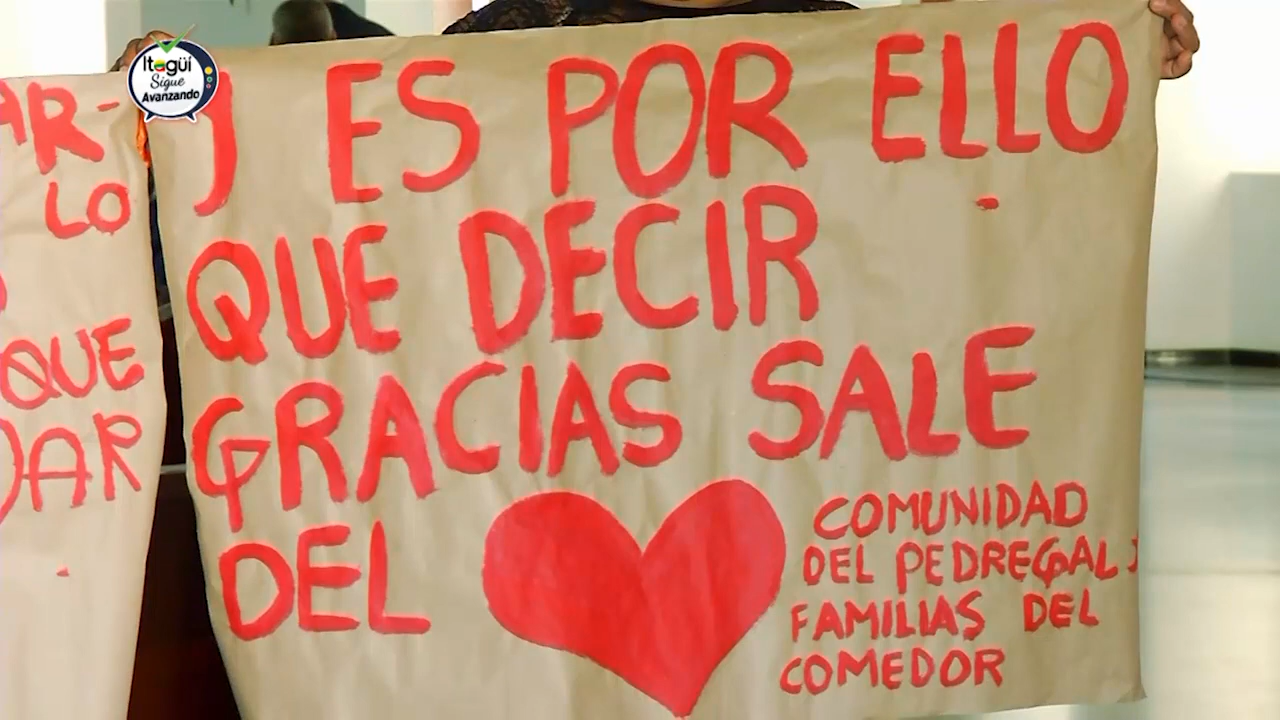 Itagüí
Sigue
Avanzando
AR-
LO
QUE
DAR
Y ES POR ELLO
QUE DECIR
GRACIAS SALE
DEL
COMUNIDAD
DEL PEDREGAL Y
FAMILIAS DEL
COMEDOR